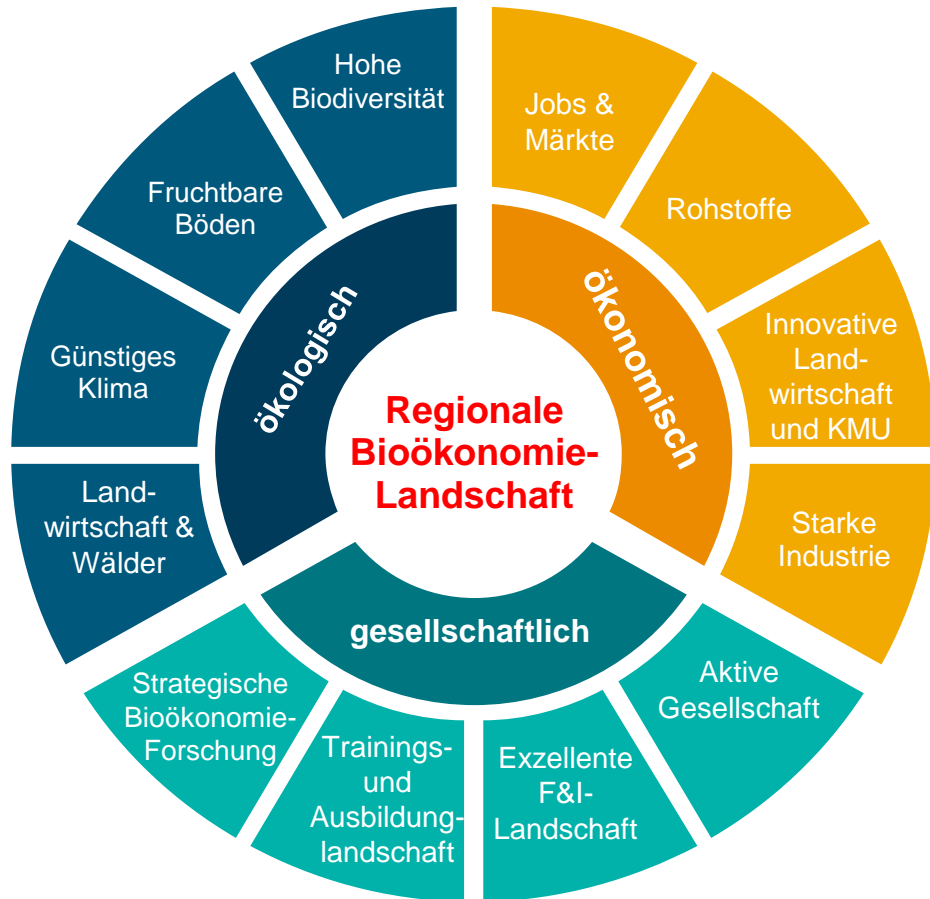 Hohe
Biodiversität
Jobs &
Märkte
Fruchtbare
Böden
Rohstoffe
ökologisch
ökonomisch
Günstiges
Klima
Innovative
Land-
wirtschaft
und KMU
Regionale
Bioökonomie-
Landschaft
Land-
wirtschaft &
Wälder
Starke
Industrie
gesellschaftlich
Strategische
Bioökonomie-
Forschung
Trainings-
und
Ausbildung-
landschaft
Exzellente
F&I-
Landschaft
Aktive
Gesellschaft